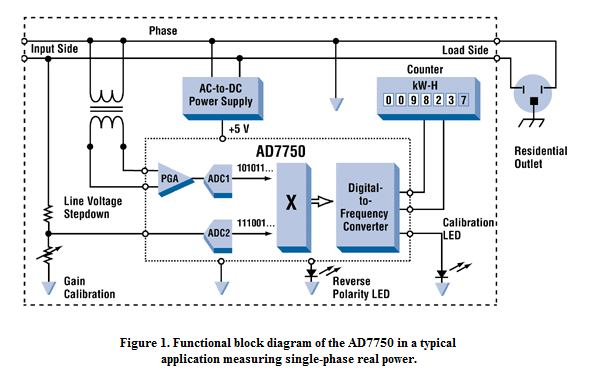 Phase
Input Side
Load Side
Counter
kW-H
0098237
AC-to-DC
Power Supply
+5 V
Residential
Outlet
AD7750
PGA
ADC1
101011...
X
Digital-
to-
Frequency
Converter
Line Voltage
Stepdown
ADC2
111001...
Calibration
LED
Gain
Calibration
Reverse
Polarity LED
Figure 1. Functional block diagram of the AD7750 in a typical
application measuring single-phase real power.